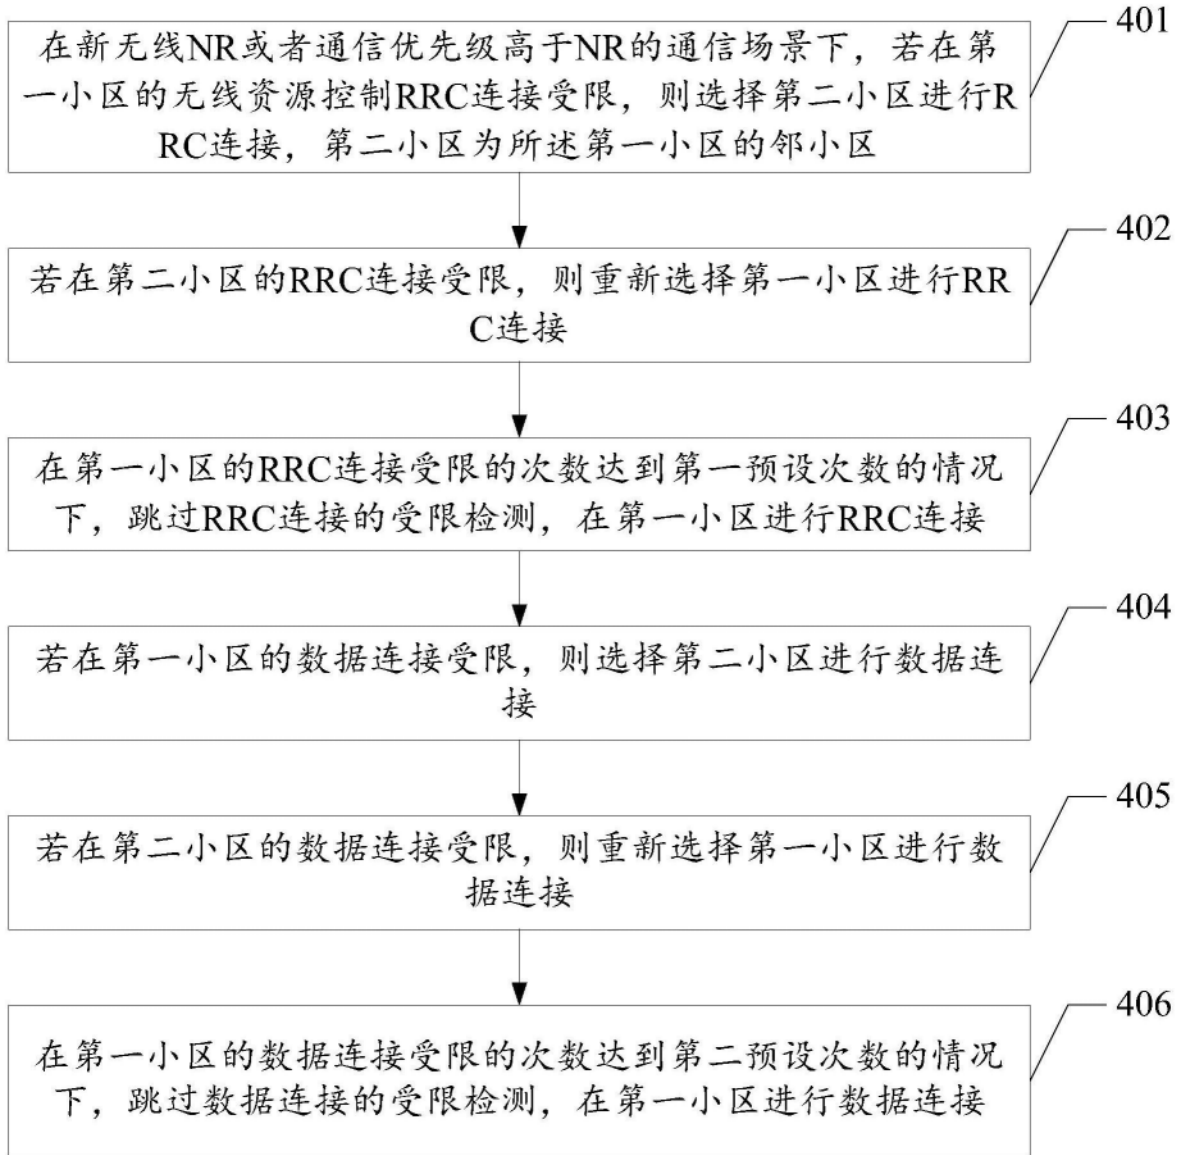 401
在新无线NR或者通信优先级高于NR的通信场景下，若在第
一小区的无线资源控制RRC连接受限，则选择第二小区进行R
RC连接，第二小区为所述第一小区的邻小区
402
若在第二小区的RRC连接受限，则重新选择第一小区进行RR
C连接
403
在第一小区的RRC连接受限的次数达到第一预设次数的情况
下，跳过RRC连接的受限检测，在第一小区进行RRC连接
404
若在第一小区的数据连接受限，则选择第二小区进行数据连
接
405
若在第二小区的数据连接受限，则重新选择第一小区进行数
据连接
406
在第一小区的数据连接受限的次数达到第二预设次数的情况
下，跳过数据连接的受限检测，在第一小区进行数据连接